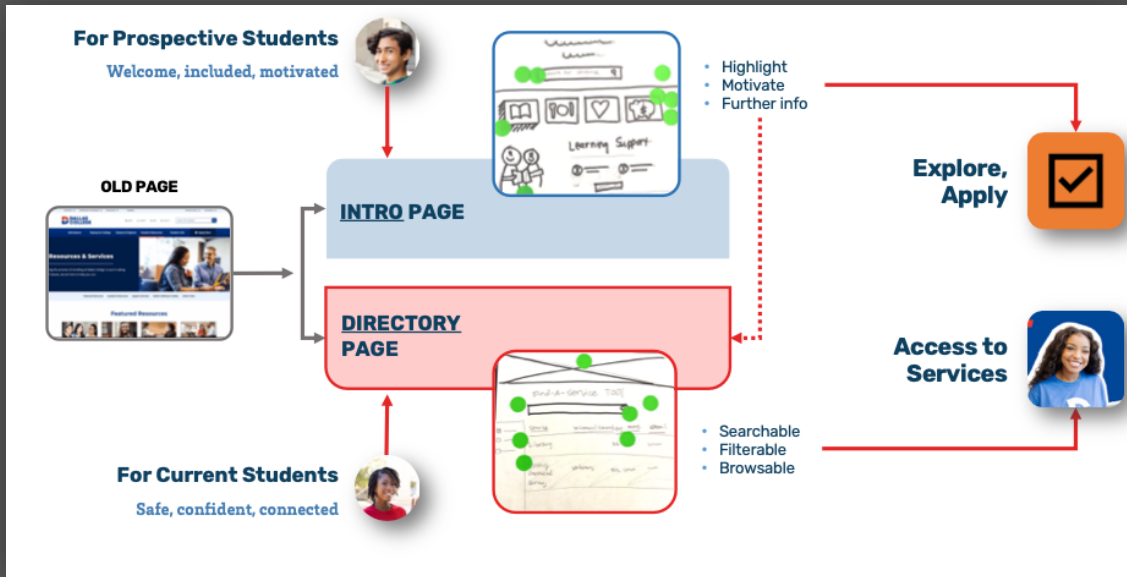 For Prospective Students
Welcome, included, motivated
• Highlight
• Motivate
• Further info
Learning Support
Explore,
Apply
OLD PAGE
DALLAS
COLLEGE
Resources & Services
Featured Resources
INTRO PAGE
DIRECTORY
PAGE
Access to
Services
Find-a-Service Tool
• Searchable
• Filterable
• Browsable
For Current Students
Safe, confident, connected